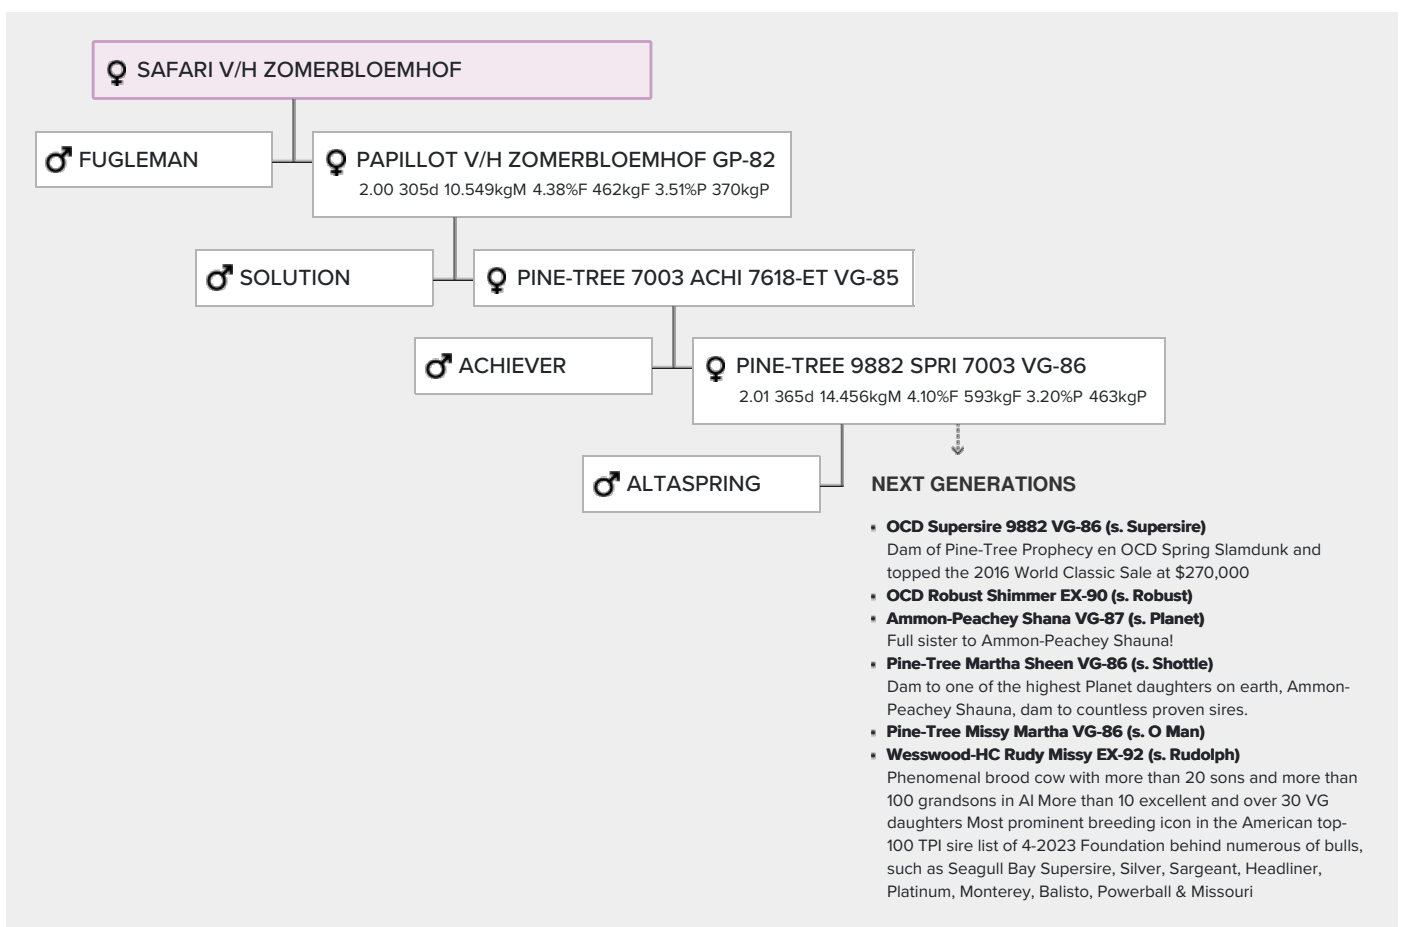 SAFARI V/H ZOMERBLOEMHOF
FUGLEMAN
PAPILLOT V/H ZOMERBLOEMHOF GP-82
2.00 305d 10.549kgM 4.38%F 462kgF 3.51%P 370kgP
SOLUTION
PINE-TREE 7003 ACHI 7618-ET VG-85
ACHIEVER
PINE-TREE 9882 SPRI 7003 VG-86
2.01 365d 14.456kgM 4.10%F 593kgF 3.20%P 463kgP
ALTASPRING
NEXT GENERATIONS
OCD Supersire 9882 VG-86 (s. Supersire)
Dam of Pine-Tree Prophecy en OCD Spring Slamdunk and
topped the 2016 World Classic Sale at $270,000
OCD Robust Shimmer EX-90 (s. Robust)
Ammon-Peachey Shana VG-87 (s. Planet)
Full sister to Ammon-Peachey Shauna!
Pine-Tree Martha Sheen VG-86 (s. Shottle)
Dam to one of the highest Planet daughters on earth, Ammon-
Peachey Shauna, dam to countless proven sires.
Pine-Tree Missy Martha VG-86 (s. O Man)
Wesswood-HC Rudy Missy EX-92 (s. Rudolph)
Phenomenal brood cow with more than 20 sons and more than
100 grandsons in AI More than 10 excellent and over 30 VG
daughters Most prominent breeding icon in the American top-
100 TPI sire list of 4-2023 Foundation behind numerous of bulls,
such as Seagull Bay Supersire, Silver, Sargeant, Headliner,
Platinum, Monterey, Balisto, Powerball & Missouri